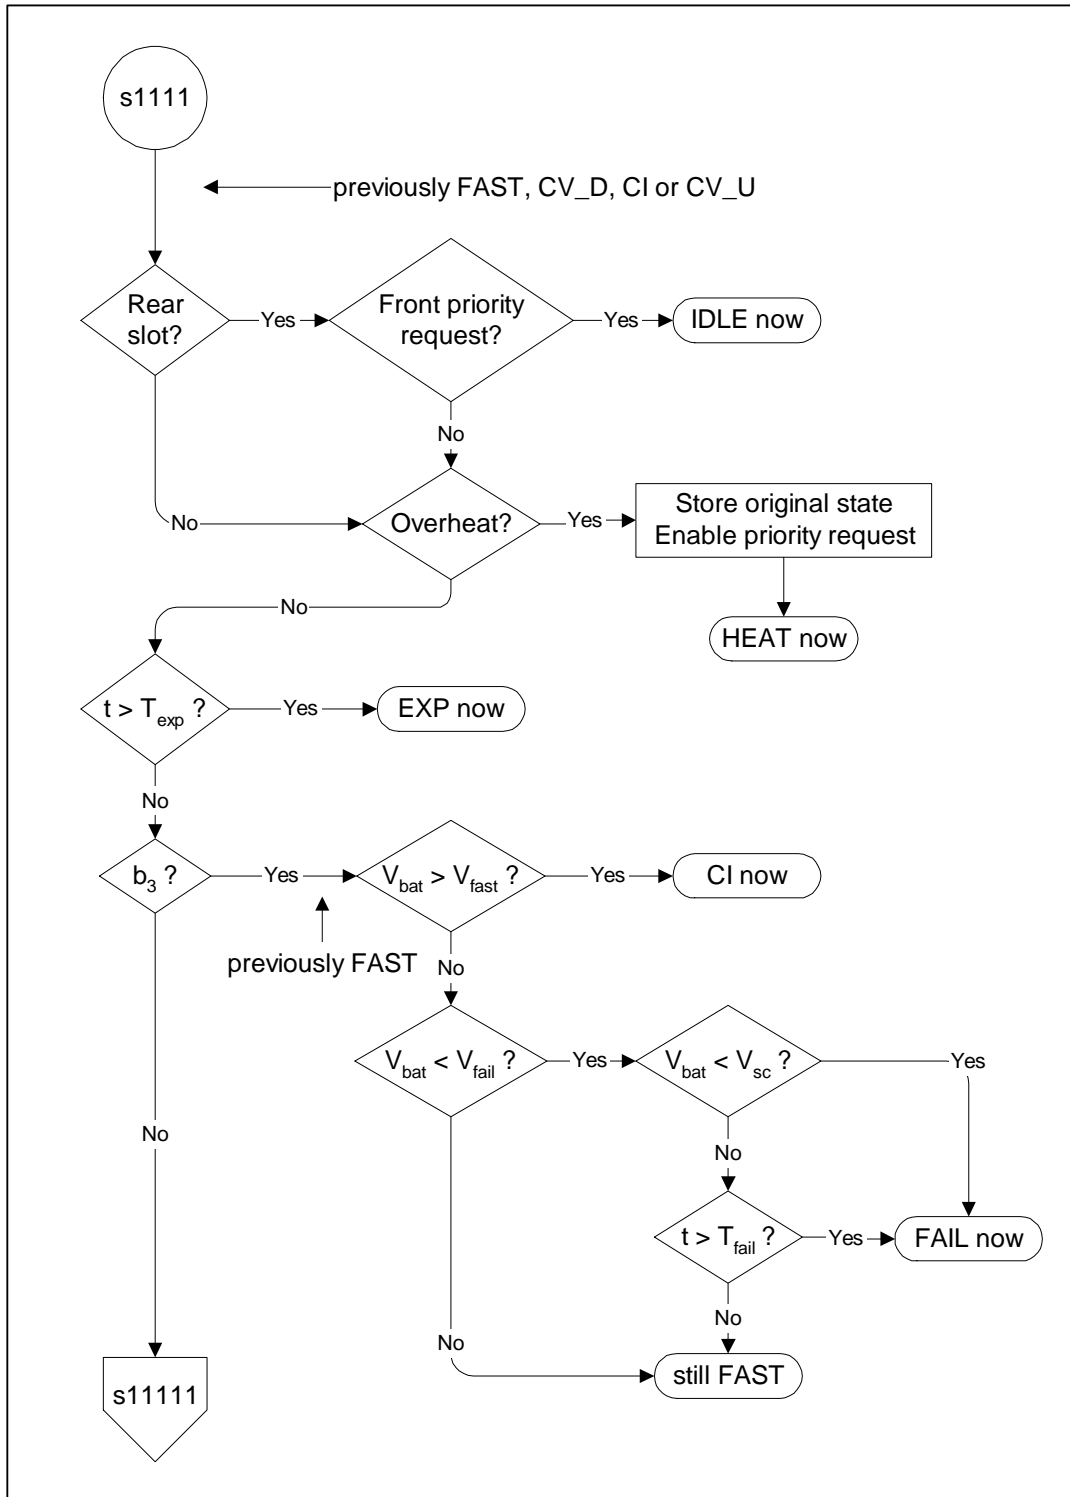 s1111
previously FAST, CV_D, CI or CV_U
Rear
slot?
Yes
Front priority
request?
Yes
IDLE now
No
No
Overheat?
Yes
Store original state
Enable priority request
No
HEAT now
t > Texp ?
Yes
EXP now
No
b3 ?
Yes
Vbat > Vfast ?
Yes
CI now
previously FAST
No
Vbat < Vfail ?
Yes
Vbat < Vsc ?
Yes
No
No
t > Tfail ?
Yes
FAIL now
No
No
still FAST
s11111